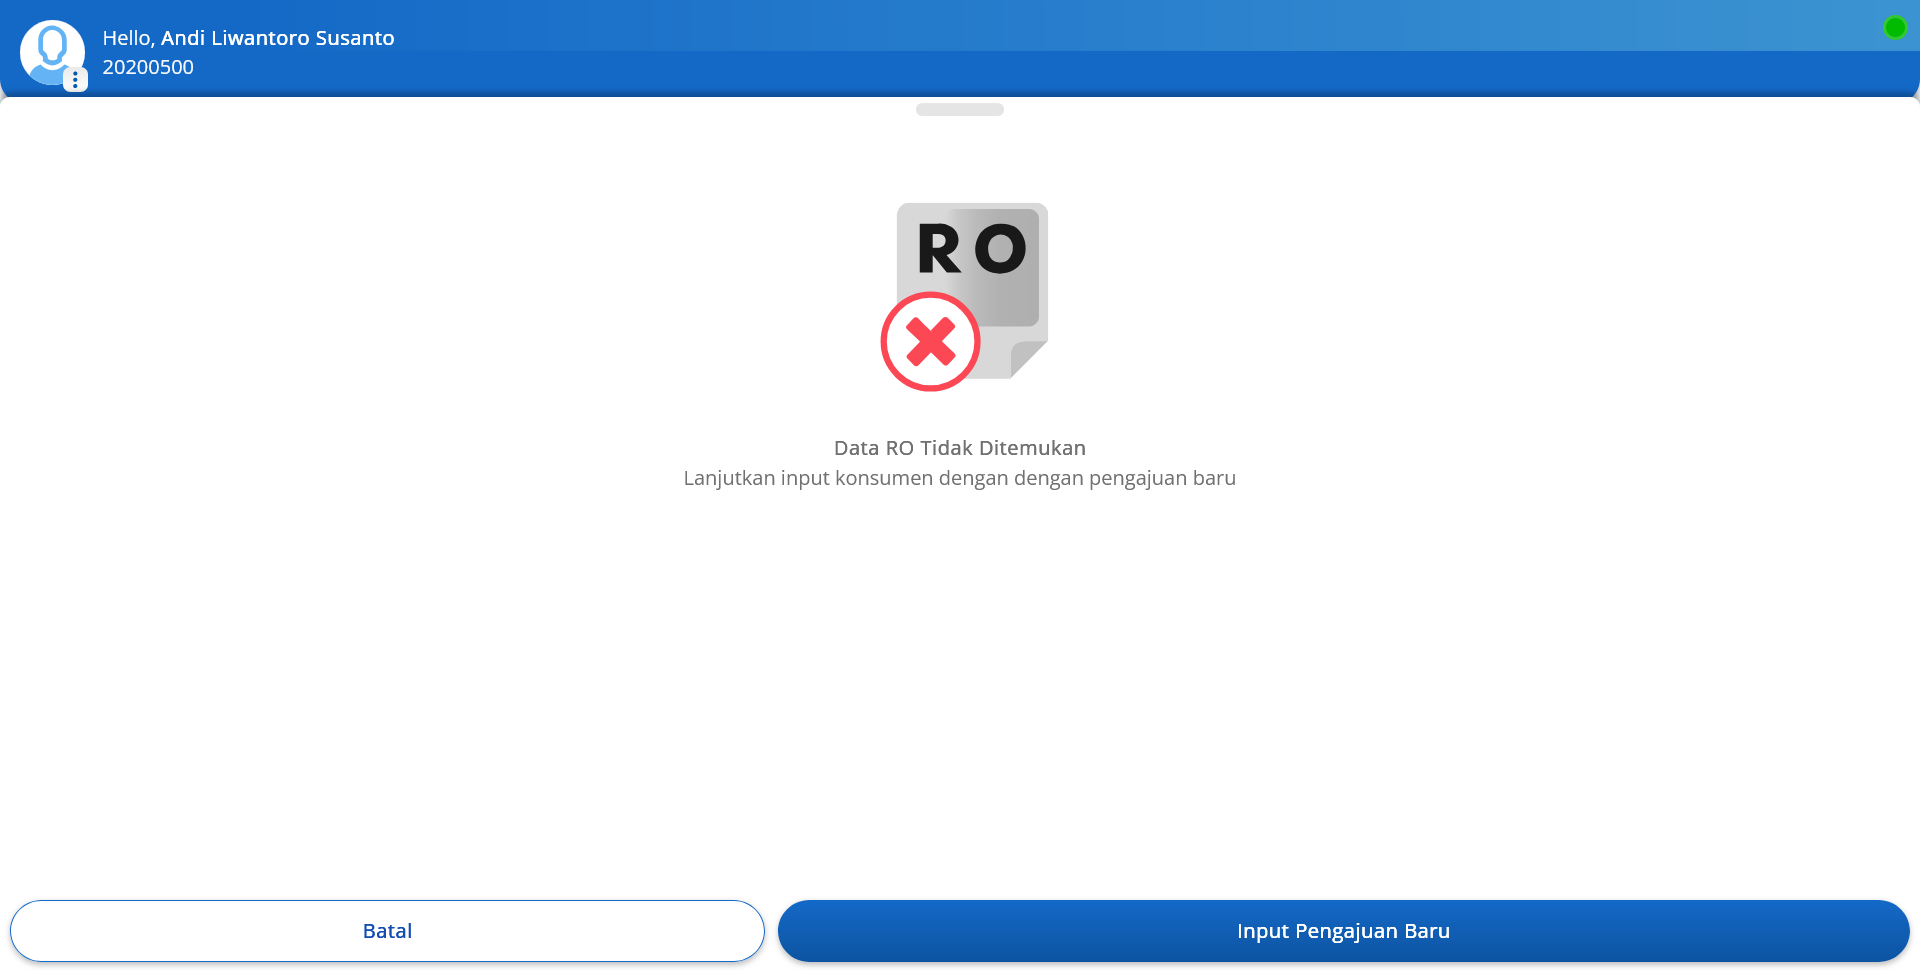 Hello, Andi Liwantoro Susanto
20200500
RO
Data RO Tidak Ditemukan
Lanjutkan input konsumen dengan dengan pengajuan baru
Batal
Input Pengajuan Baru